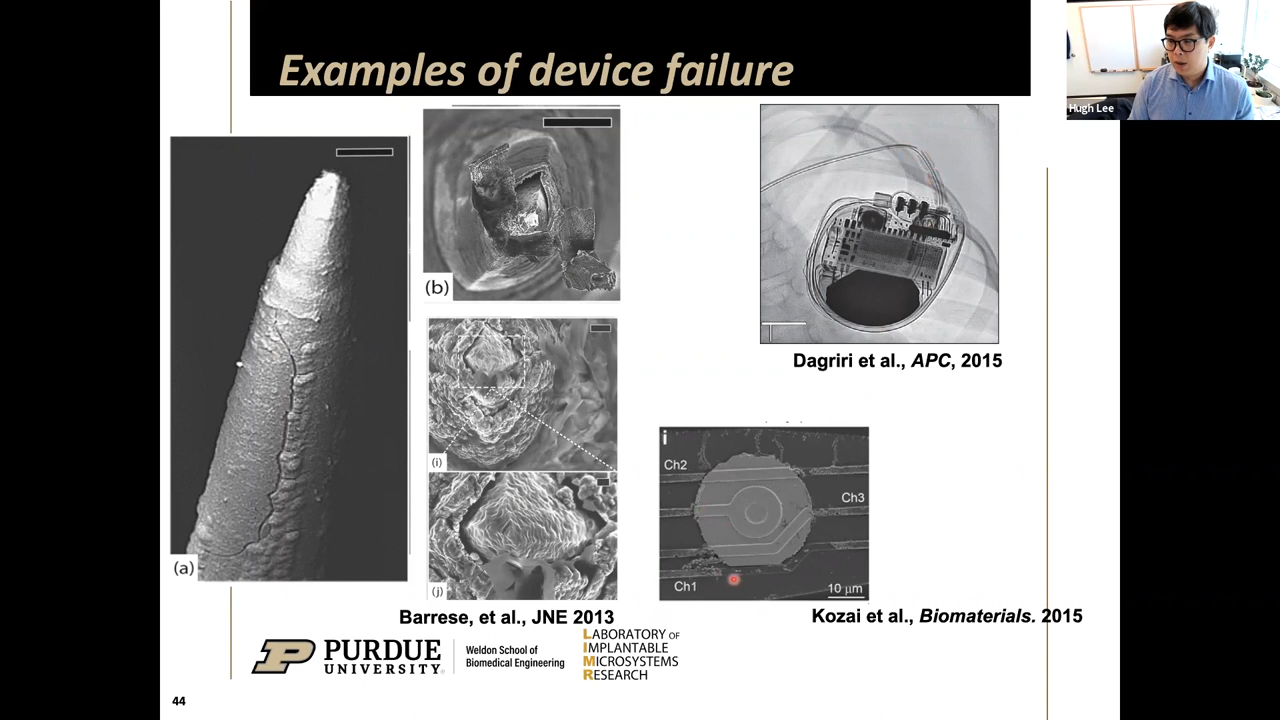 Examples of device failure
Hugh Lee
(a)
(b)
(i)
(j)
Barrese, et al., JNE 2013
Dagriri et al., APC, 2015
i
Ch2
Ch3
Ch1
10 µm
Kozai et al., Biomaterials. 2015
PURDUE
UNIVERSITY
Weldon School of
Biomedical Engineering
LABORATORY OF
IMPLANTABLE
MICROSYSTEMS
RESEARCH
44